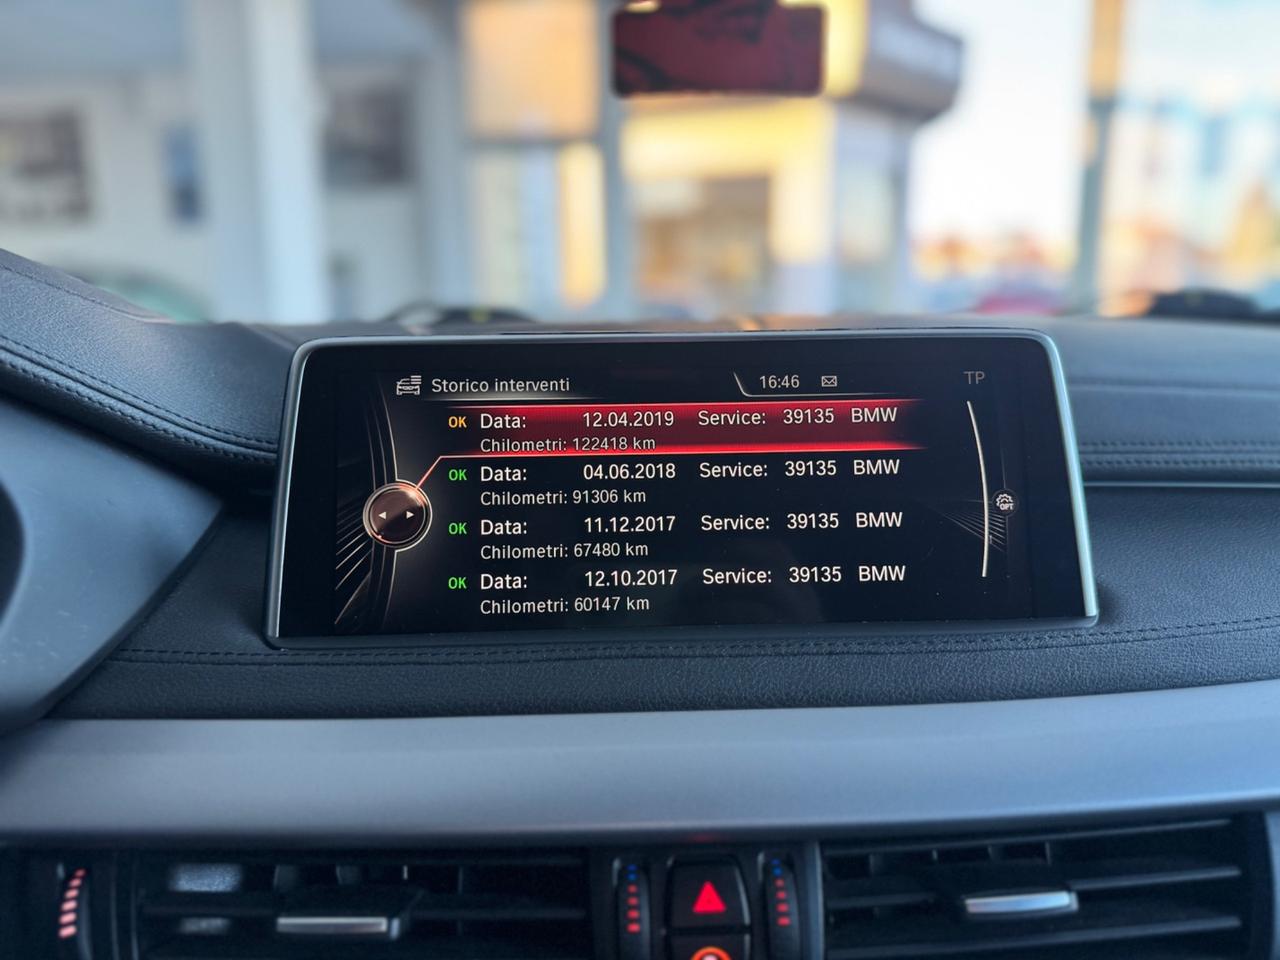 Storico interventi 16:46 TP
OK Data: 12.04.2019 Service: 39135 BMW
Chilometri: 122418 km
OK Data: 04.06.2018 Service: 39135 BMW
Chilometri: 91306 km
OK Data: 11.12.2017 Service: 39135 BMW
Chilometri: 67480 km
OPT
OK Data: 12.10.2017 Service: 39135 BMW
Chilometri: 60147 km